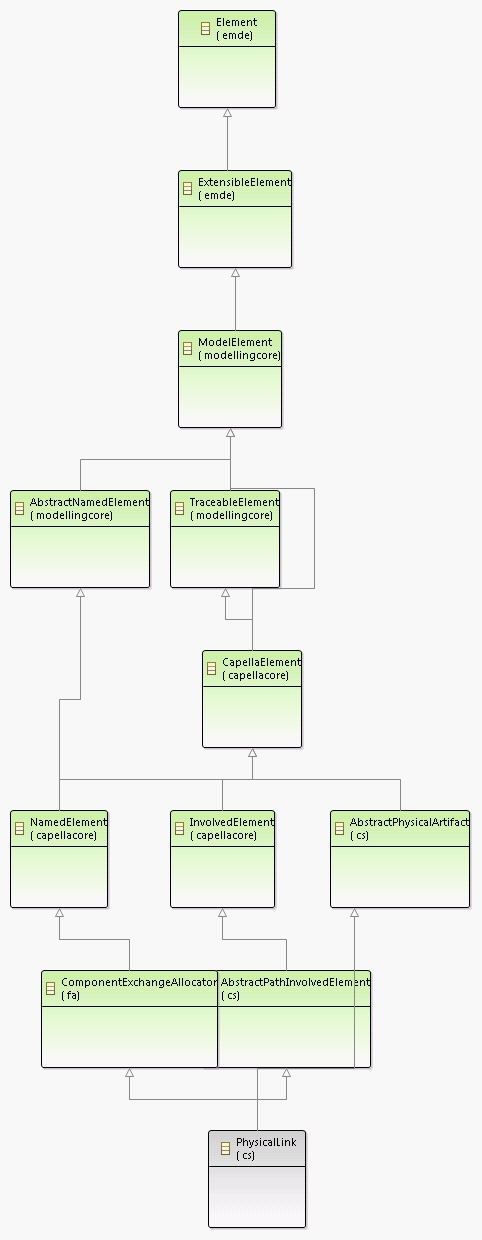 Element
( emde)
ExtensibleElement
( emde)
ModelElement
( modellingcore)
AbstractNamedElement
( modellingcore)
TraceableElement
( modellingcore)
CapellaElement
( capellacore)
NamedElement
( capellacore)
InvolvedElement
( capellacore)
AbstractPhysicalArtifact
( cs)
ComponentExchangeAllocator
( fa)
AbstractPathInvolvedElement
( cs)
PhysicalLink
( cs)